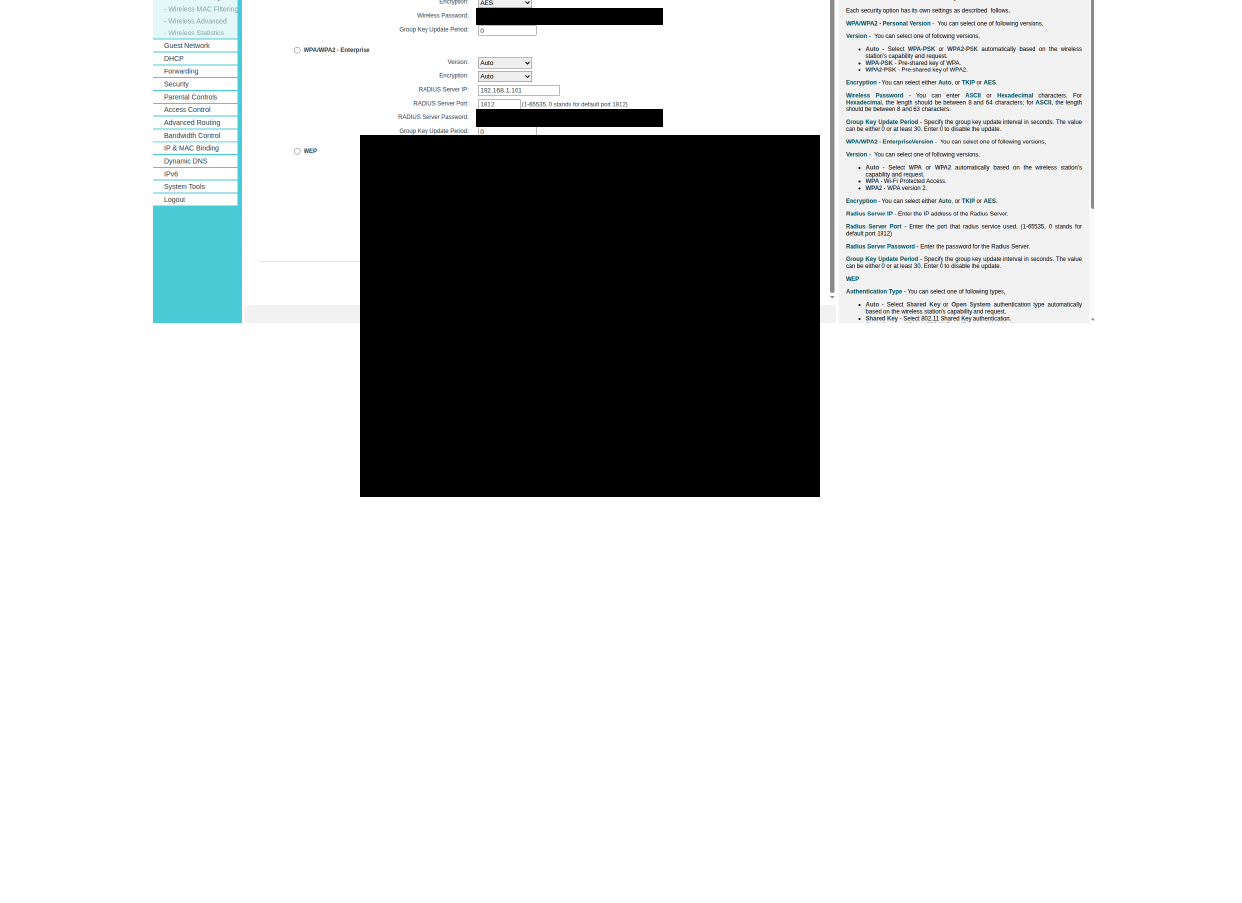 - Wireless MAC Filtering
- Wireless Advanced
- Wireless Statistics
Guest Network
DHCP
Forwarding
Security
Parental Controls
Access Control
Advanced Routing
Bandwidth Control
IP & MAC Binding
Dynamic DNS
IPv6
System Tools
Logout
Encryption: AES
Wireless Password:
Group Key Update Period: 0
WPA/WPA2 - Enterprise
Version: Auto
Encryption: Auto
RADIUS Server IP: 192.168.1.101
RADIUS Server Port: 1812 (1-65535, 0 stands for default port 1812)
RADIUS Server Password:
Group Key Update Period: 0
WEP
Each security option has its own settings as described follows,
WPA/WPA2 - Personal Version - You can select one of following versions,
Version - You can select one of following versions,
• Auto - Select WPA-PSK or WPA2-PSK automatically based on the wireless
station's capability and request.
• WPA-PSK - Pre-shared key of WPA.
• WPA2-PSK - Pre-shared key of WPA2.
Encryption - You can select either Auto, or TKIP or AES.
Wireless Password - You can enter ASCII or Hexadecimal characters. For
Hexadecimal, the length should be between 8 and 64 characters; for ASCII, the length
should be between 8 and 63 characters.
Group Key Update Period - Specify the group key update interval in seconds. The value
can be either 0 or at least 30. Enter 0 to disable the update.
WPA/WPA2 - EnterpriseVersion - You can select one of following versions,
Version - You can select one of following versions,
• Auto - Select WPA or WPA2 automatically based on the wireless station's
capability and request.
• WPA - Wi-Fi Protected Access.
• WPA2 - WPA version 2.
Encryption - You can select either Auto, or TKIP or AES.
Radius Server IP - Enter the IP address of the Radius Server.
Radius Server Port - Enter the port that radius service used. (1-65535, 0 stands for
default port 1812)
Radius Server Password - Enter the password for the Radius Server.
Group Key Update Period - Specify the group key update interval in seconds. The value
can be either 0 or at least 30. Enter 0 to disable the update.
WEP
Authentication Type - You can select one of following types,
• Auto - Select Shared Key or Open System authentication type automatically
based on the wireless station's capability and request.
• Shared Key - Select 802.11 Shared Key authentication.